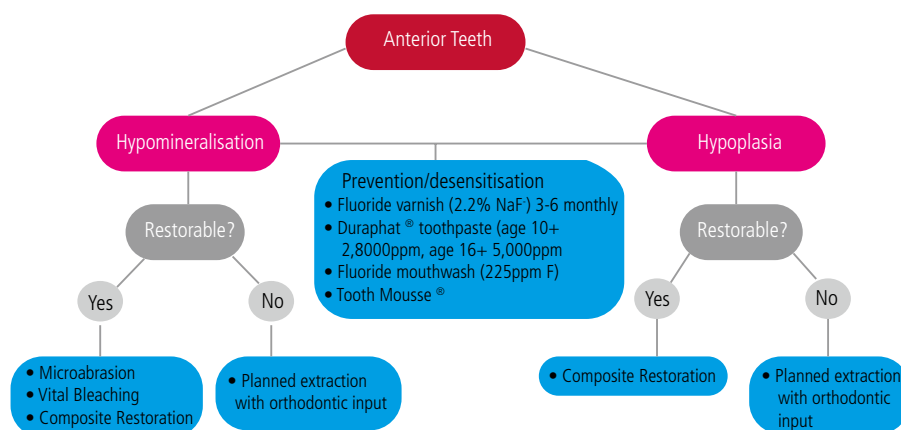 Anterior Teeth
Hypomineralisation
Hypoplasia
Prevention/desensitisation
• Fluoride varnish (2.2% NaF-) 3-6 monthly
• Duraphat ® toothpaste (age 10+
2,8000ppm, age 16+ 5,000ppm
• Fluoride mouthwash (225ppm F)
• Tooth Mousse ®
Restorable?
Restorable?
Yes
No
Yes
No
• Microabrasion
• Vital Bleaching
• Composite Restoration
• Planned extraction
with orthodontic input
• Composite Restoration
• Planned extraction
with orthodontic
input